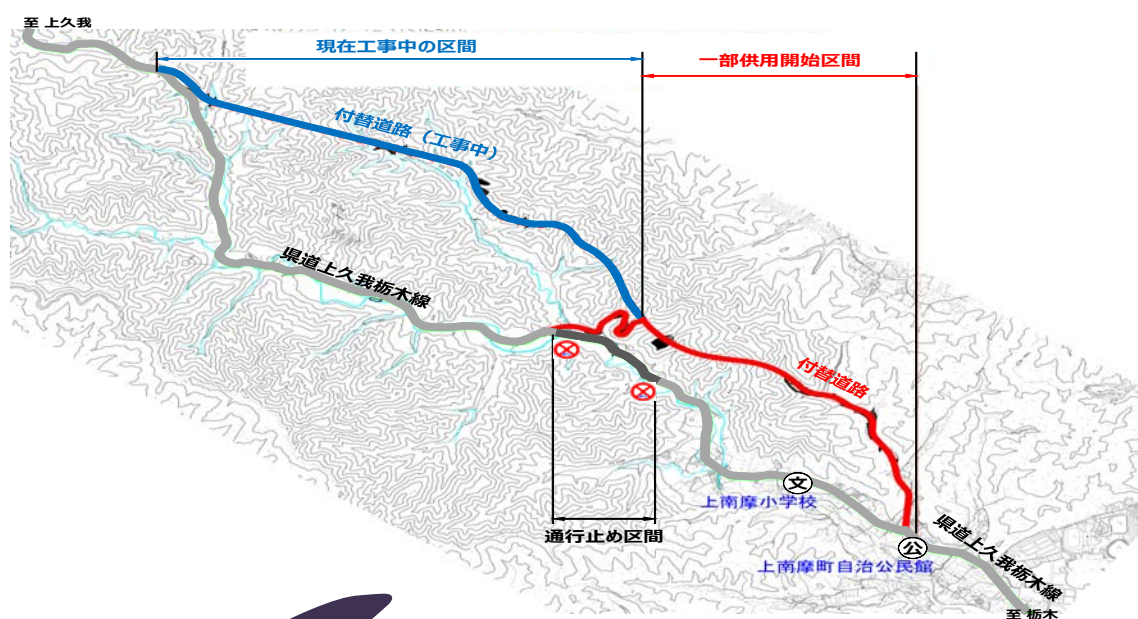 至 上久我
現在工事中の区間
一部供用開始区間
付替道路（工事中）
県道上久我栃木線
付替道路
文
上南摩小学校
通行止め区間
公
県道上久我栃木線
上南摩町自治公民館
至 栃木